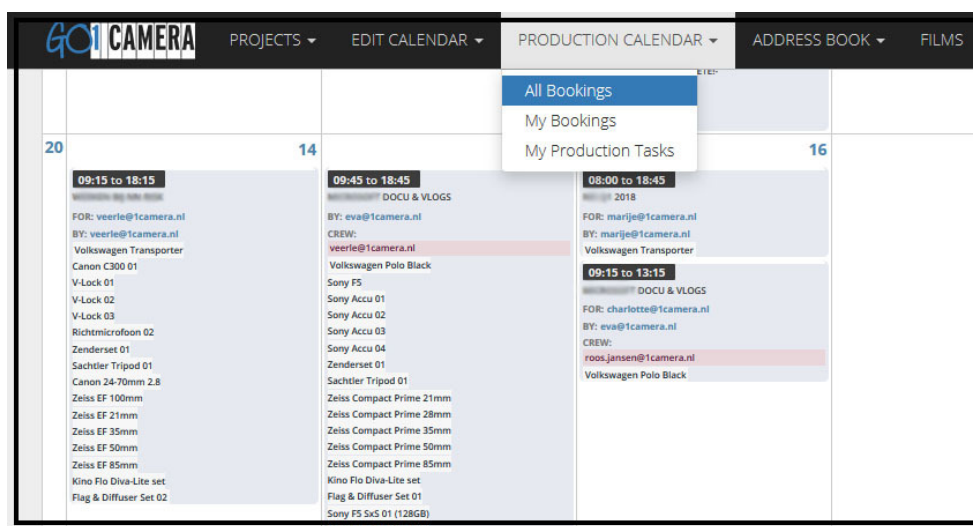 GO1CAMERA
PROJECTS
EDIT CALENDAR
PRODUCTION CALENDAR
ADDRESS BOOK
FILMS
All Bookings
My Bookings
My Production Tasks
20
14
09:15 to 18:15
FOR: veerle@1camera.nl
BY: veerle@1camera.nl
Volkswagen Transporter
Canon C300 01
V-Lock 01
V-Lock 02
V-Lock 03
Richtmicrofoon 02
Zenderset 01
Sachtler Tripod 01
Canon 24-70mm 2.8
Zeiss EF 100mm
Zeiss EF 21mm
Zeiss EF 35mm
Zeiss EF 50mm
Zeiss EF 85mm
Kino Flo Diva-Lite set
Flag & Diffuser Set 02
09:45 to 18:45
DOCU & VLOGS
BY: eva@1camera.nl
CREW:
veerle@1camera.nl
Volkswagen Polo Black
Sony F5
Sony Accu 01
Sony Accu 02
Sony Accu 03
Sony Accu 04
Zenderset 01
Sachtler Tripod 01
Zeiss Compact Prime 21mm
Zeiss Compact Prime 28mm
Zeiss Compact Prime 35mm
Zeiss Compact Prime 50mm
Zeiss Compact Prime 85mm
Kino Flo Diva-Lite set
Flag & Diffuser Set 01
Sony F5 SxS 01 (128GB)
16
08:00 to 18:45
2018
FOR: marije@1camera.nl
BY: marije@1camera.nl
Volkswagen Transporter
09:15 to 13:15
DOCU & VLOGS
FOR: charlotte@1camera.nl
BY: eva@1camera.nl
CREW:
roos.jansen@1camera.nl
Volkswagen Polo Black